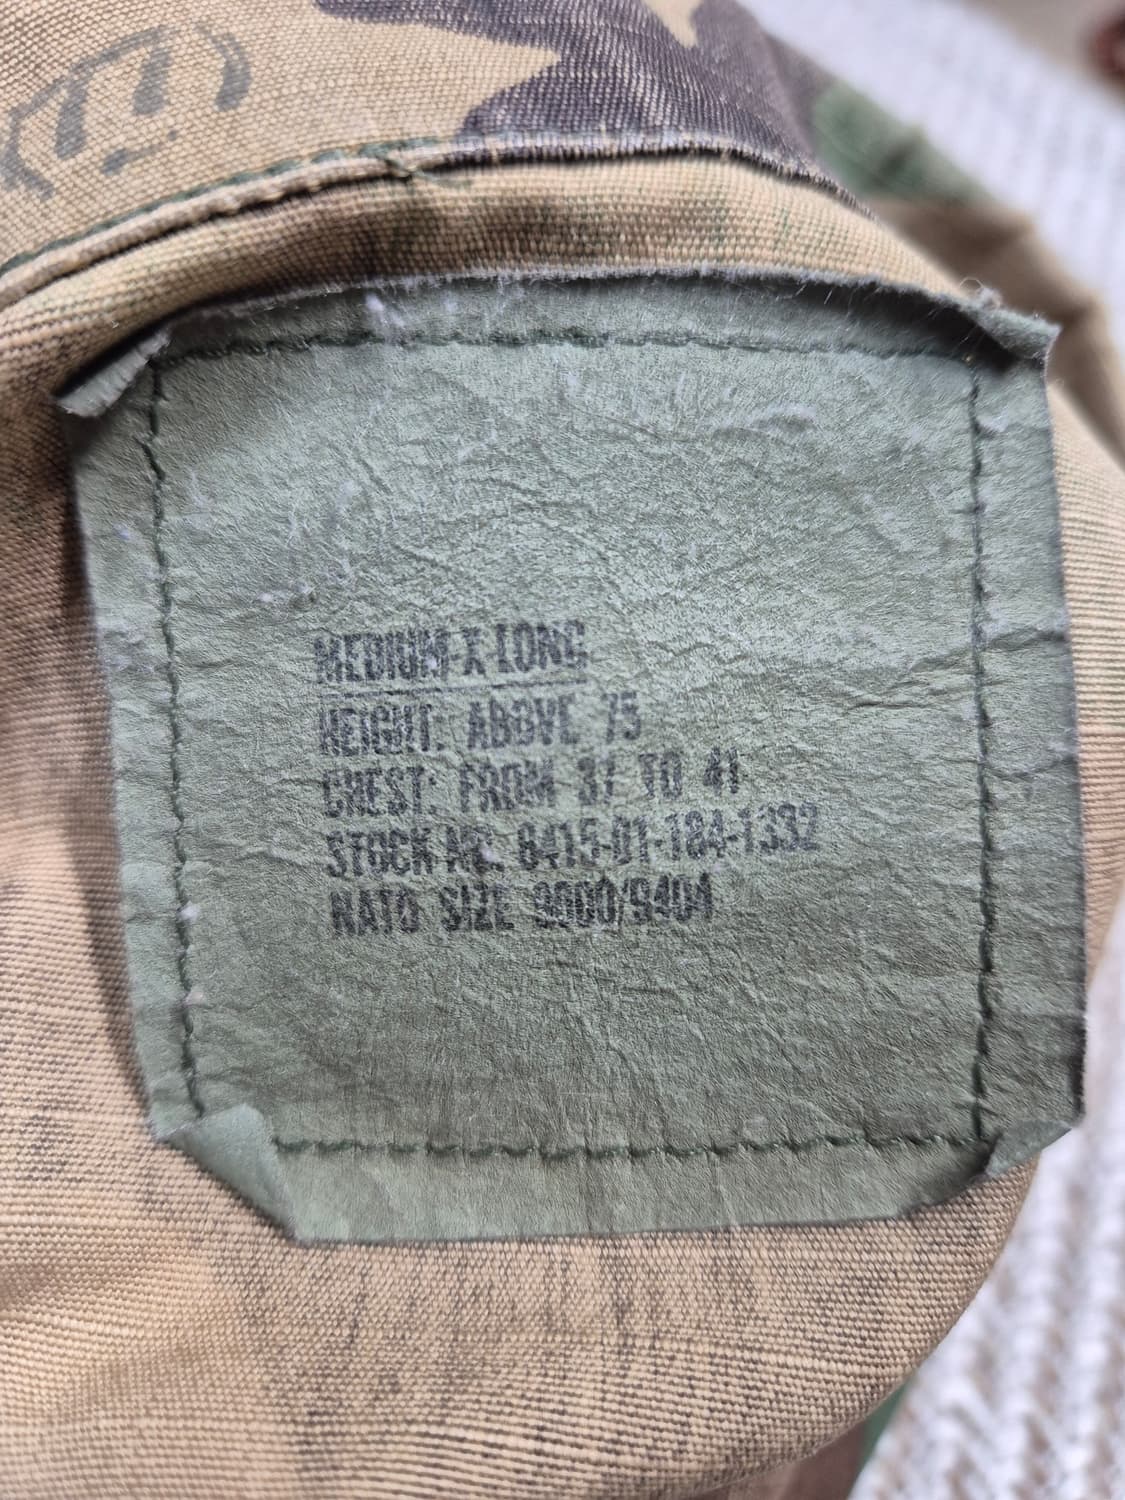 MEDIUM-X-LONG
HEIGHT: ABOVE 75
CHEST: FROM 37 TO 41
STOCK NO. 8415-01-184-1332
NATO SIZE 9000/9404